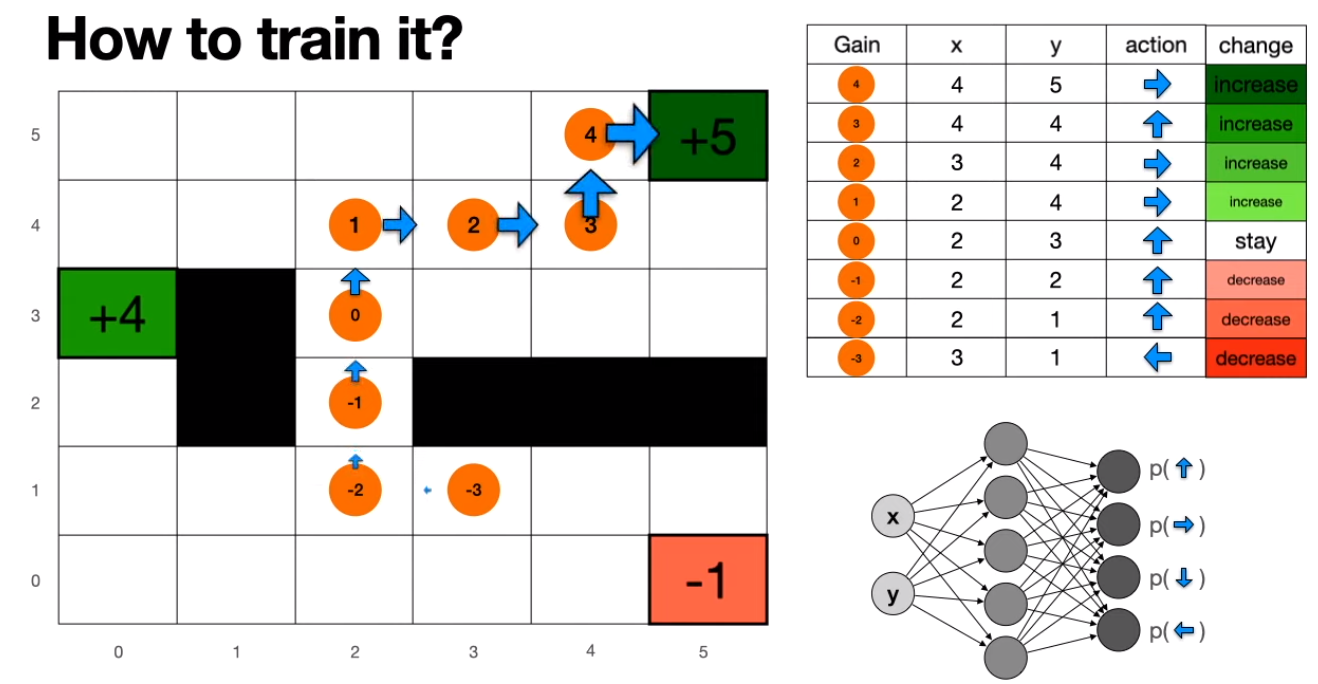 How to train it?
5 4 +5
4 1 2 3
+4
3 0
2 -1
1 -2 -3
0 -1
0 1 2 3 4 5
Gain x y action change
4 4 5 increase
3 4 4 increase
2 3 4 increase
1 2 4 increase
0 2 3 stay
-1 2 2 decrease
-2 2 1 decrease
-3 3 1 decrease
x
y
p(⬆)
p(➡)
p(⬇)
p(⬅)